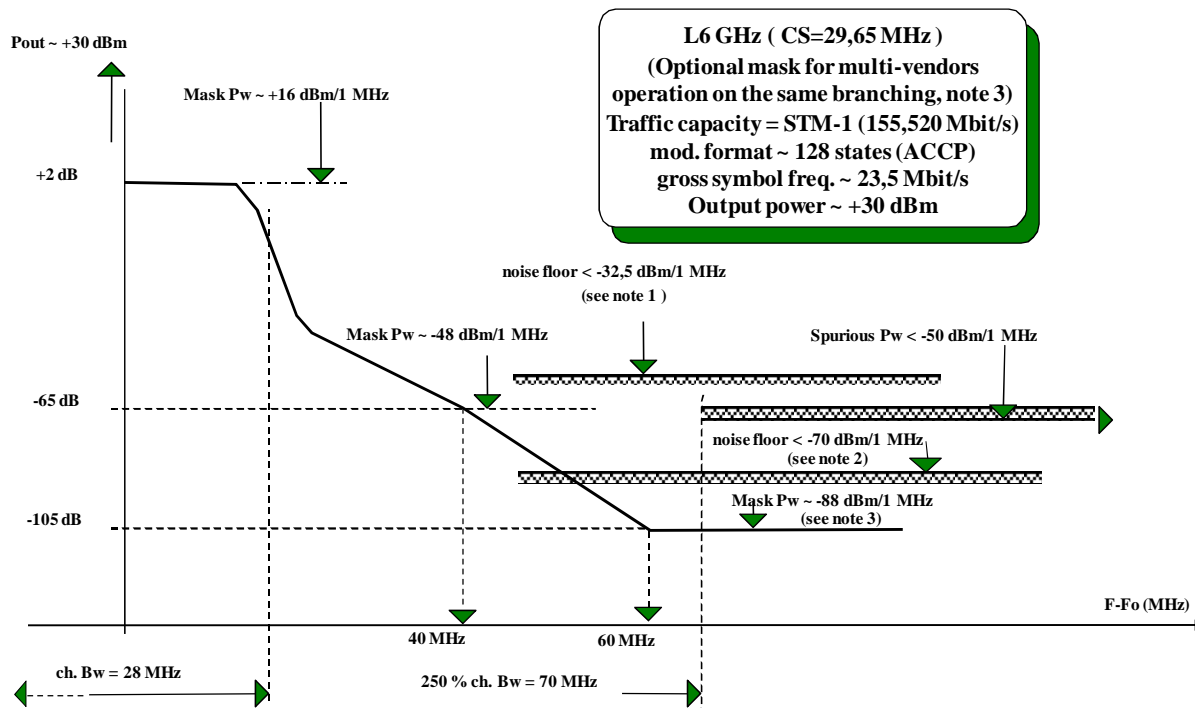 L6 GHz ( CS=29,65 MHz )
(Optional mask for multi-vendors
operation on the same branching, note 3)
Traffic capacity = STM-1 (155,520 Mbit/s)
mod. format ~ 128 states (ACCP)
gross symbol freq. ~ 23,5 Mbit/s
Output power ~ +30 dBm
Pout ~ +30 dBm
Mask Pw ~ +16 dBm/1 MHz
+2 dB
noise floor < -32,5 dBm/1 MHz
(see note 1 )
Mask Pw ~ -48 dBm/1 MHz
Spurious Pw < -50 dBm/1 MHz
-65 dB
noise floor < -70 dBm/1 MHz
(see note 2)
Mask Pw ~ -88 dBm/1 MHz
(see note 3)
-105 dB
F-Fo (MHz)
40 MHz
60 MHz
ch. Bw = 28 MHz
250 % ch. Bw = 70 MHz